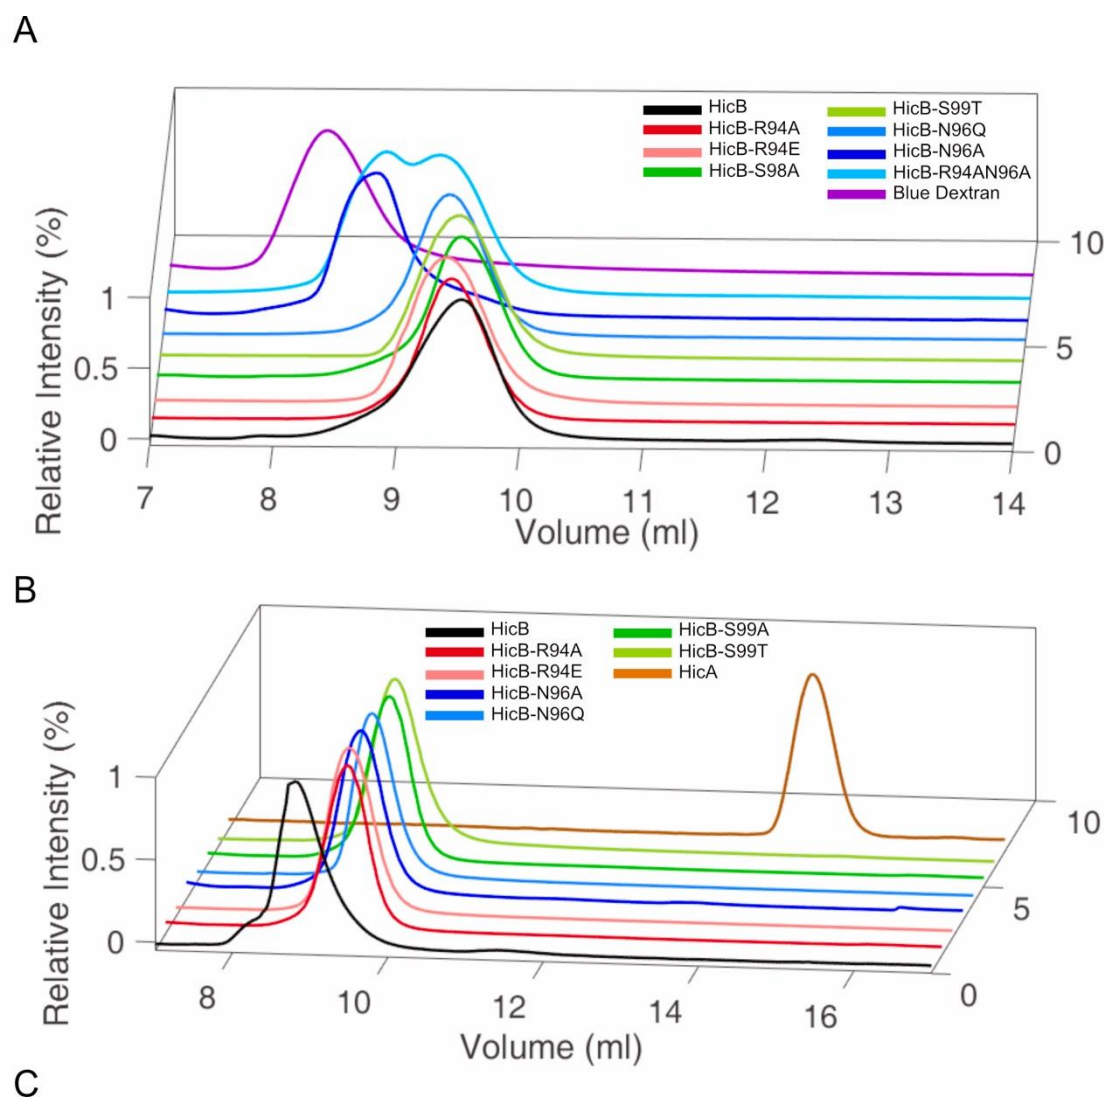 A
HicB
HicB-R94A
HicB-R94E
HicB-S98A
HicB-S99T
HicB-N96Q
HicB-N96A
HicB-R94AN96A
Blue Dextran
Relative Intensity (%)
1
0.5
0
10
5
0
7 8 9 10 11 12 13 14
Volume (ml)
B
HicB
HicB-R94A
HicB-R94E
HicB-N96A
HicB-N96Q
HicB-S99A
HicB-S99T
HicA
Relative Intensity (%)
1
0.5
0
10
5
0
8 10 12 14 16
Volume (ml)
C